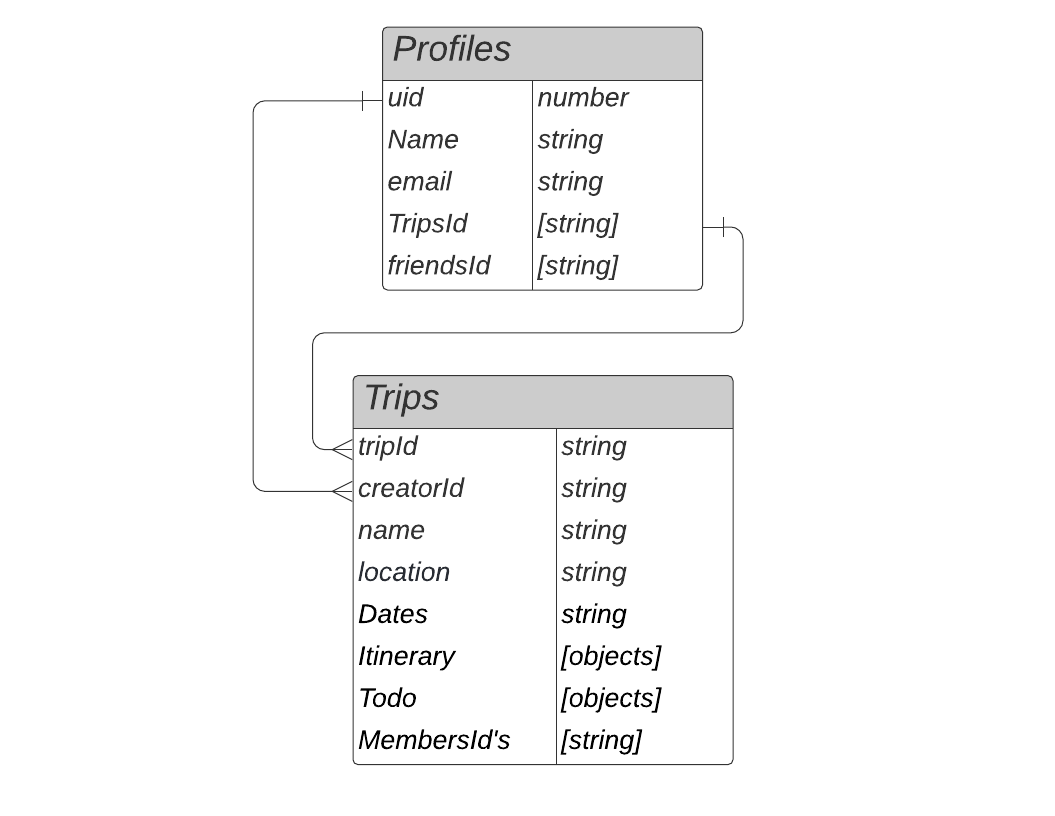 Profiles
uid number
Name string
email string
TripsId [string]
friendsId [string]
Trips
tripId string
creatorId string
name string
location string
Dates string
Itinerary [objects]
Todo [objects]
MembersId's [string]